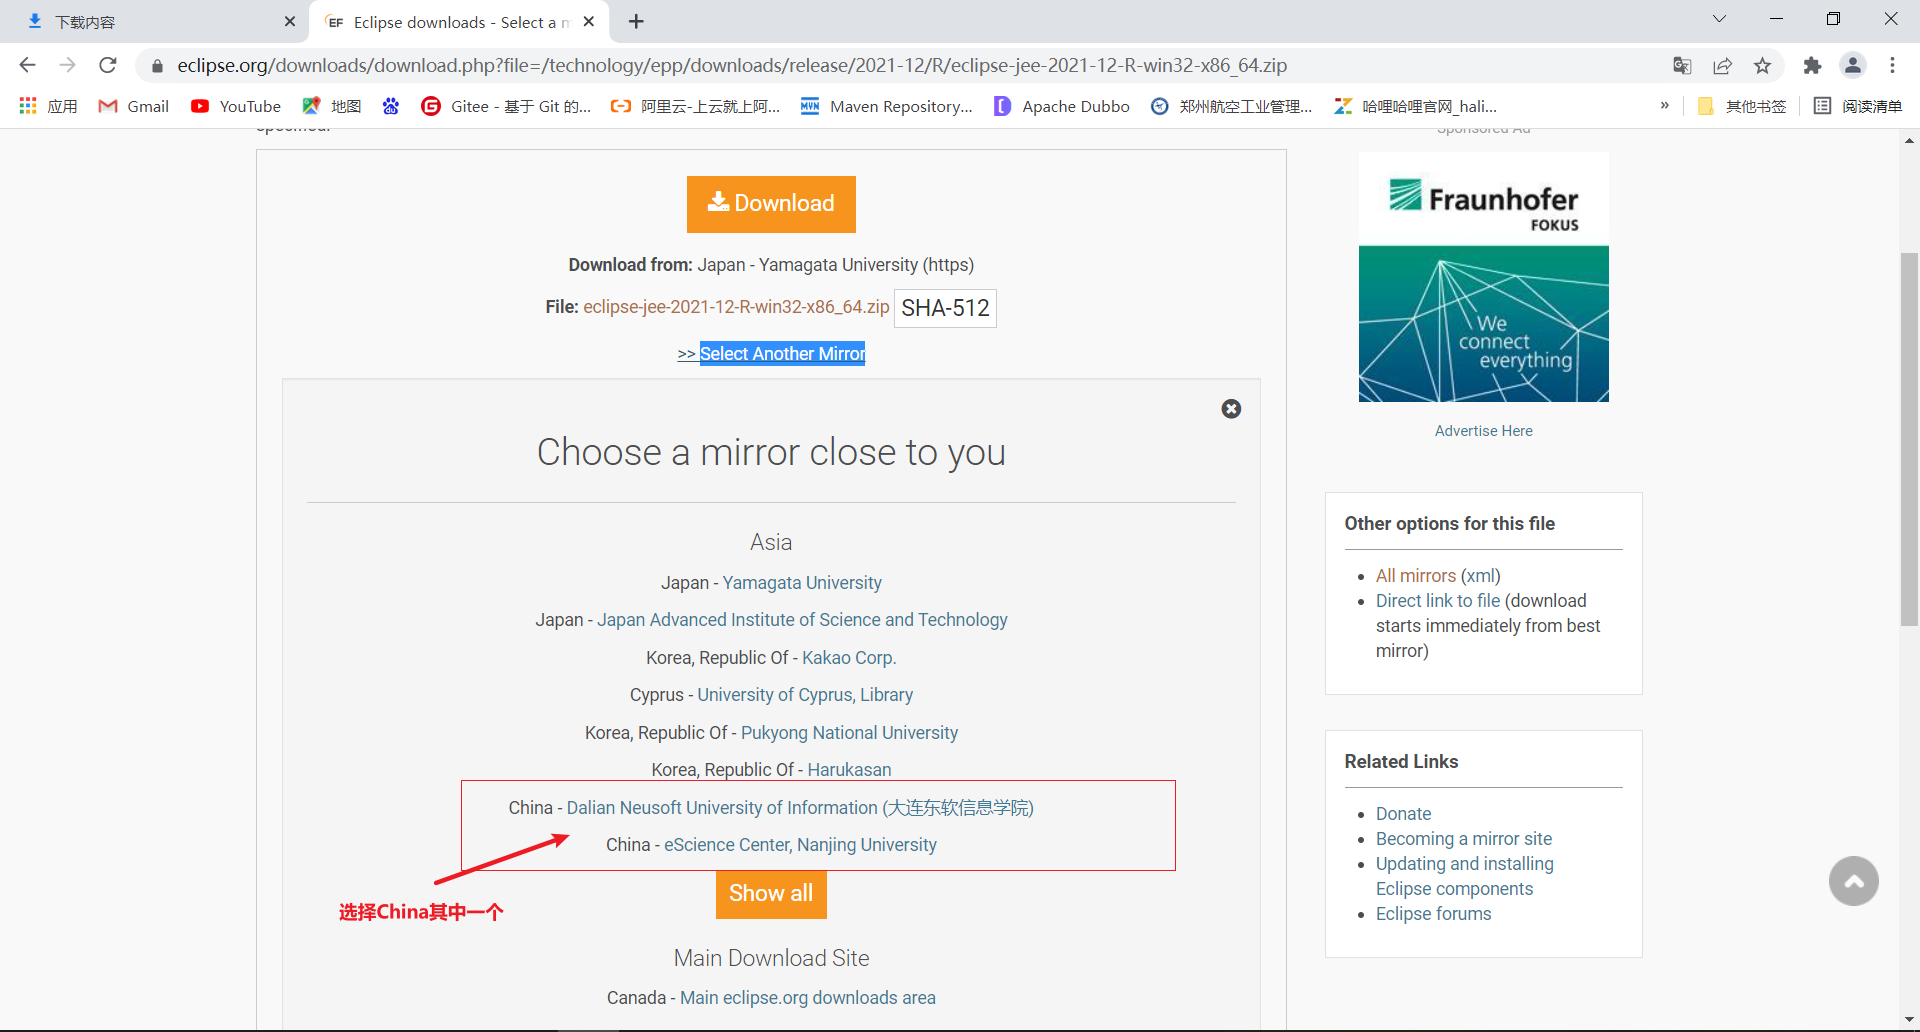 下载内容
EF Eclipse downloads - Select a m
eclipse.org/downloads/download.php?file=/technology/epp/downloads/release/2021-12/R/eclipse-jee-2021-12-R-win32-x86_64.zip
应用 Gmail YouTube 地图 Gitee - 基于 Git 的... 阿里云-上云就上阿... MVN Maven Repository... Apache Dubbo 郑州航空工业管理... 哈哩哈哩官网_hali... » 其他书签 阅读清单
specified.
Sponsored Ad
Download
Download from: Japan - Yamagata University (https)
File: eclipse-jee-2021-12-R-win32-x86_64.zip SHA-512
>> Select Another Mirror
Choose a mirror close to you
Asia
Japan - Yamagata University
Japan - Japan Advanced Institute of Science and Technology
Korea, Republic Of - Kakao Corp.
Cyprus - University of Cyprus, Library
Korea, Republic Of - Pukyong National University
Korea, Republic Of - Harukasan
China - Dalian Neusoft University of Information (大连东软信息学院)
China - eScience Center, Nanjing University
Show all
选择China其中一个
Main Download Site
Canada - Main eclipse.org downloads area
Fraunhofer
FOKUS
We
connect
everything
Advertise Here
Other options for this file
All mirrors (xml)
Direct link to file (download
starts immediately from best
mirror)
Related Links
Donate
Becoming a mirror site
Updating and installing
Eclipse components
Eclipse forums